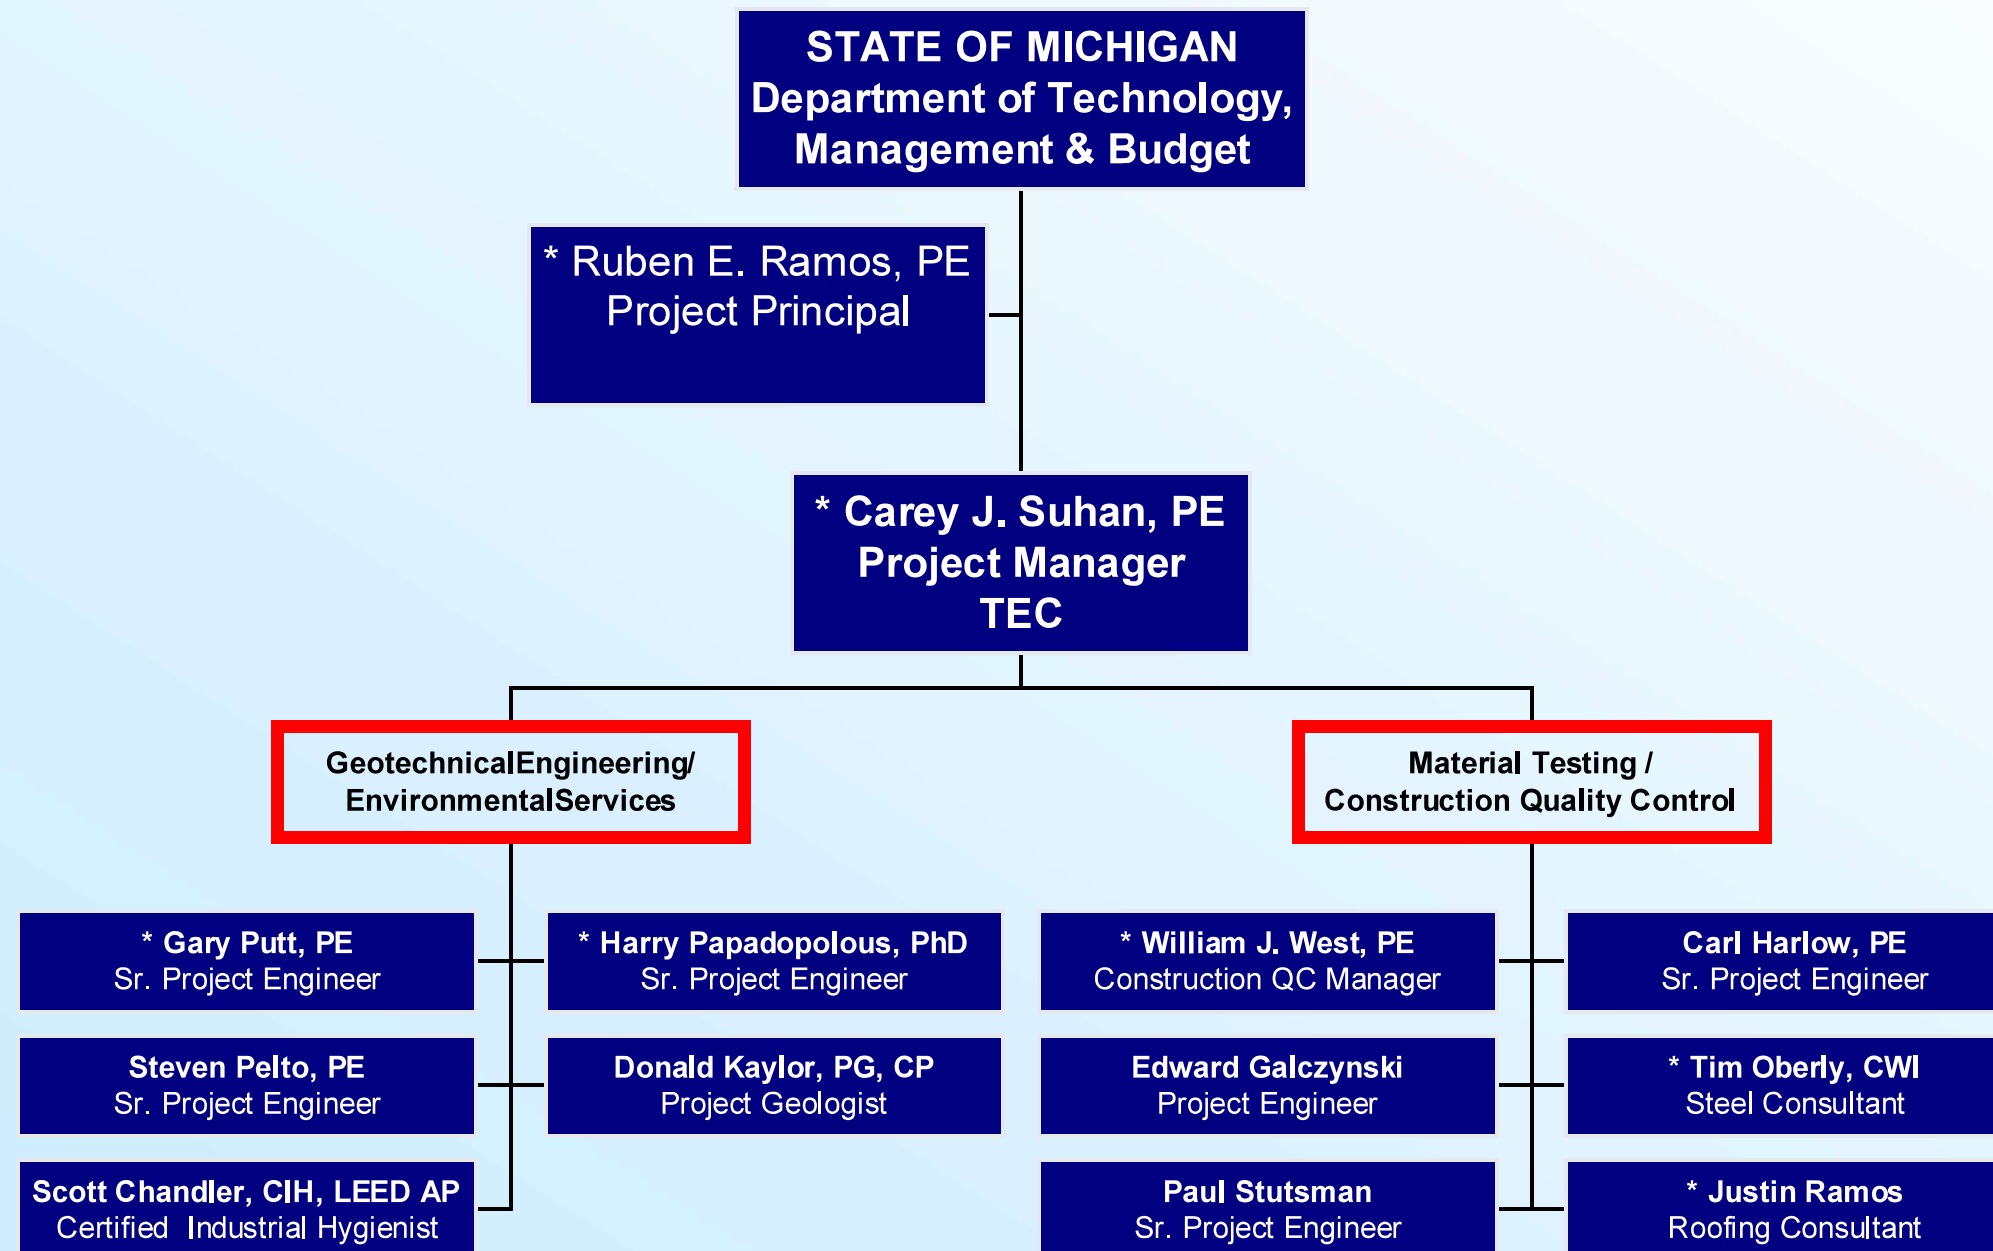 STATE OF MICHIGAN
Department of Technology,
Management & Budget
* Ruben E. Ramos, PE
Project Principal
* Carey J. Suhan, PE
Project Manager
TEC
GeotechnicalEngineering/
EnvironmentalServices
Material Testing /
Construction Quality Control
* Gary Putt, PE
Sr. Project Engineer
* Harry Papadopolous, PhD
Sr. Project Engineer
* William J. West, PE
Construction QC Manager
Carl Harlow, PE
Sr. Project Engineer
Steven Pelto, PE
Sr. Project Engineer
Donald Kaylor, PG, CP
Project Geologist
Edward Galczynski
Project Engineer
* Tim Oberly, CWI
Steel Consultant
Scott Chandler, CIH, LEED AP
Certified Industrial Hygienist
Paul Stutsman
Sr. Project Engineer
* Justin Ramos
Roofing Consultant